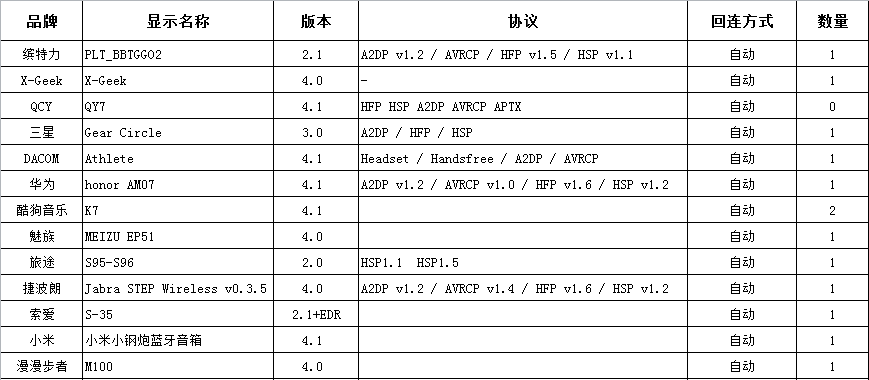 品牌 显示名称 版本 协议 回连方式 数量
缤特力 PLT_BBTGGO2 2.1 A2DP v1.2 / AVRCP / HFP v1.5 / HSP v1.1 自动 1
X-Geek X-Geek 4.0 - 自动 1
QCY QY7 4.1 HFP HSP A2DP AVRCP APTX 自动 0
三星 Gear Circle 3.0 A2DP / HFP / HSP 自动 1
DACOM Athlete 4.1 Headset / Handsfree / A2DP / AVRCP 自动 1
华为 honor AM07 4.1 A2DP v1.2 / AVRCP v1.0 / HFP v1.6 / HSP v1.2 自动 1
酷狗音乐 K7 4.1 自动 2
魅族 MEIZU EP51 4.0 自动 1
旅途 S95-S96 2.0 HSP1.1 HSP1.5 自动 1
捷波朗 Jabra STEP Wireless v0.3.5 4.0 A2DP v1.2 / AVRCP v1.4 / HFP v1.6 / HSP v1.2 自动 1
索爱 S-35 2.1+EDR 自动 1
小米 小米小钢炮蓝牙音箱 4.1 自动 1
漫漫步者 M100 4.0 自动 1